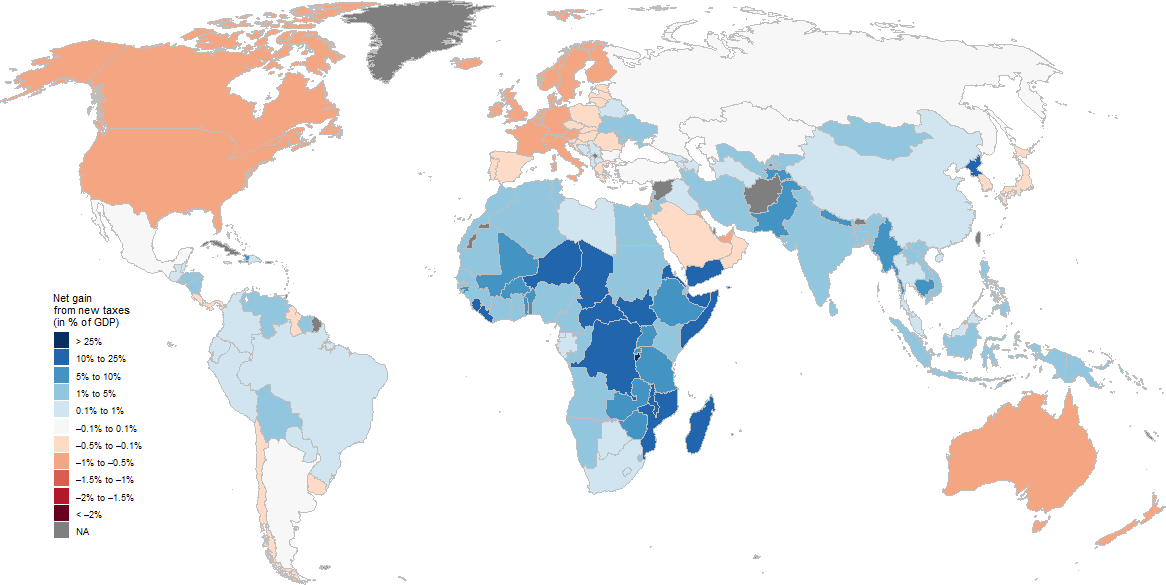 Net gain
from new taxes
(in % of GDP)
> 25%
10% to 25%
5% to 10%
1% to 5%
0.1% to 1%
–0.1% to 0.1%
–0.5% to –0.1%
–1% to –0.5%
–1.5% to –1%
–2% to –1.5%
< –2%
NA